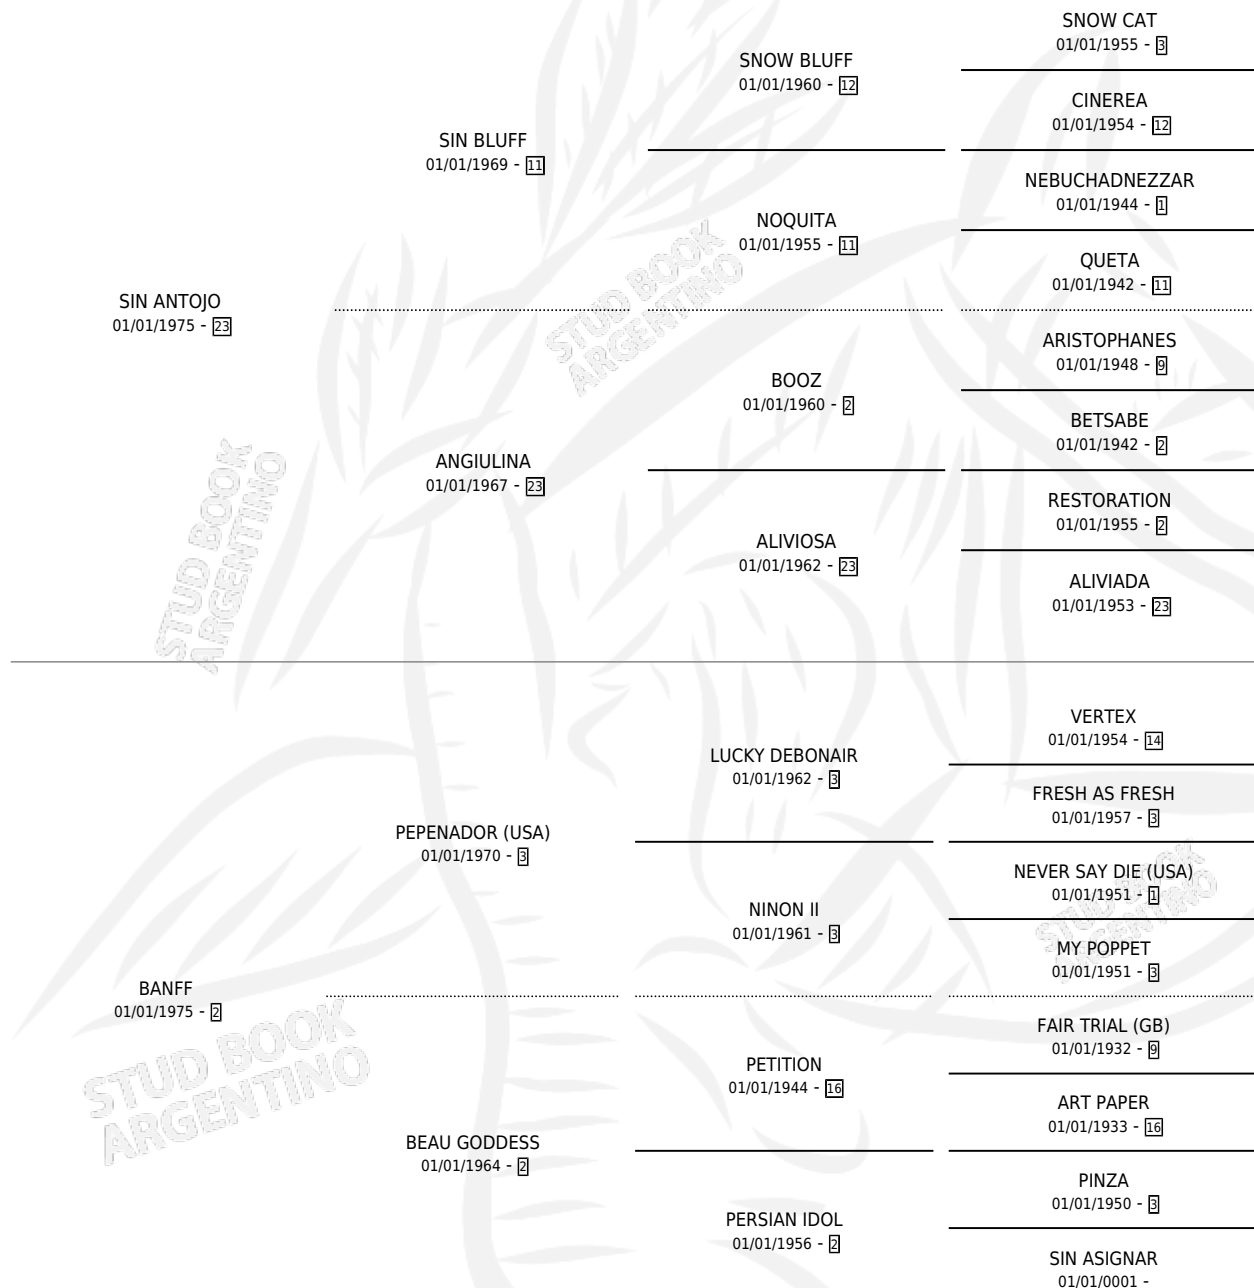 SNOW CAT
01/01/1955 - 3
SNOW BLUFF
01/01/1960 - 12
CINEREA
01/01/1954 - 12
SIN BLUFF
01/01/1969 - 11
NEBUCHADNEZZAR
01/01/1944 - 1
NOQUITA
01/01/1955 - 11
QUETA
01/01/1942 - 11
SIN ANTOJO
01/01/1975 - 23
STUD BOOK
ARGENTINO
ARISTOPHANES
01/01/1948 - 9
BOOZ
01/01/1960 - 2
BETSABE
01/01/1942 - 2
ANGIULINA
01/01/1967 - 23
RESTORATION
01/01/1955 - 2
ALIVIOSA
01/01/1962 - 23
ALIVIADA
01/01/1953 - 23
STUD BOOK
ARGENTINO
VERTEX
01/01/1954 - 14
LUCKY DEBONAIR
01/01/1962 - 3
FRESH AS FRESH
01/01/1957 - 3
PEPENADOR (USA)
01/01/1970 - 3
NEVER SAY DIE (USA)
01/01/1951 - 1
STUD BOOK
ARGENTINO
NINON II
01/01/1961 - 3
MY POPPET
01/01/1951 - 3
BANFF
01/01/1975 - 2
STUD BOOK
ARGENTINO
FAIR TRIAL (GB)
01/01/1932 - 9
PETITION
01/01/1944 - 16
ART PAPER
01/01/1933 - 16
BEAU GODDESS
01/01/1964 - 2
PINZA
01/01/1950 - 3
PERSIAN IDOL
01/01/1956 - 2
SIN ASIGNAR
01/01/0001 -